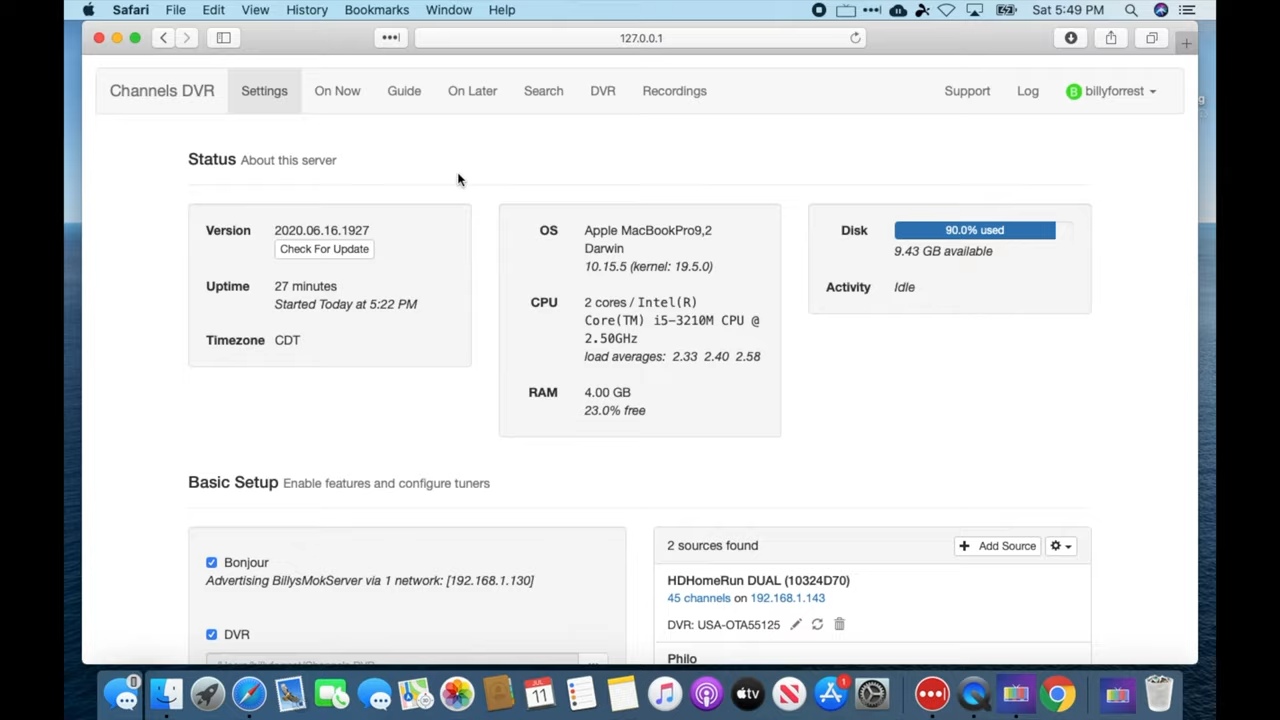 Safari File Edit View History Bookmarks Window Help Sat 5:49 PM
127.0.0.1
Channels DVR Settings On Now Guide On Later Search DVR Recordings Support Log B billyforrest
Status About this server
Version 2020.06.16.1927
Check For Update
Uptime 27 minutes
Started Today at 5:22 PM
Timezone CDT
OS Apple MacBookPro9,2
Darwin
10.15.5 (kernel: 19.5.0)
CPU 2 cores / Intel(R)
Core(TM) i5-3210M CPU @
2.50GHz
load averages: 2.33 2.40 2.58
RAM 4.00 GB
23.0% free
Disk 90.0% used
9.43 GB available
Activity Idle
Basic Setup Enable features and configure tuners
Bonjour
Advertising BillysMokServer via 1 network: [192.168.1.130]
DVR
2 sources found
Add Source
HDHomeRun DUAL (10324D70)
45 channels on 192.168.1.143
DVR: USA-OTA55125
Philo
JUL
11
tv
1